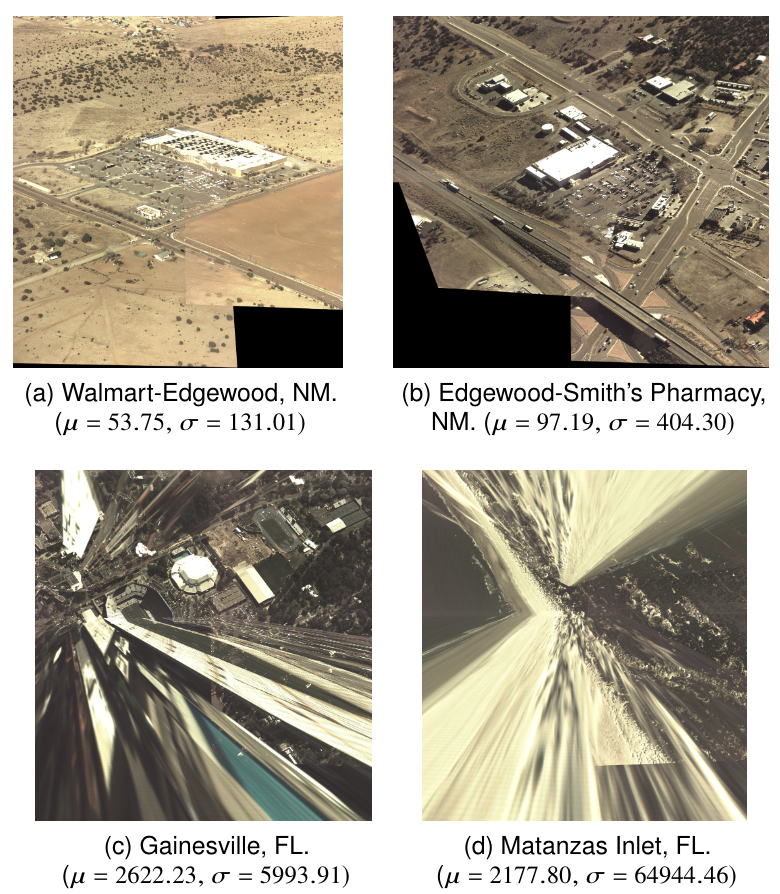 (a) Walmart-Edgewood, NM.
(μ = 53.75, σ = 131.01)
(b) Edgewood-Smith's Pharmacy,
NM. (μ = 97.19, σ = 404.30)
(c) Gainesville, FL.
(μ = 2622.23, σ = 5993.91)
(d) Matanzas Inlet, FL.
(μ = 2177.80, σ = 64944.46)